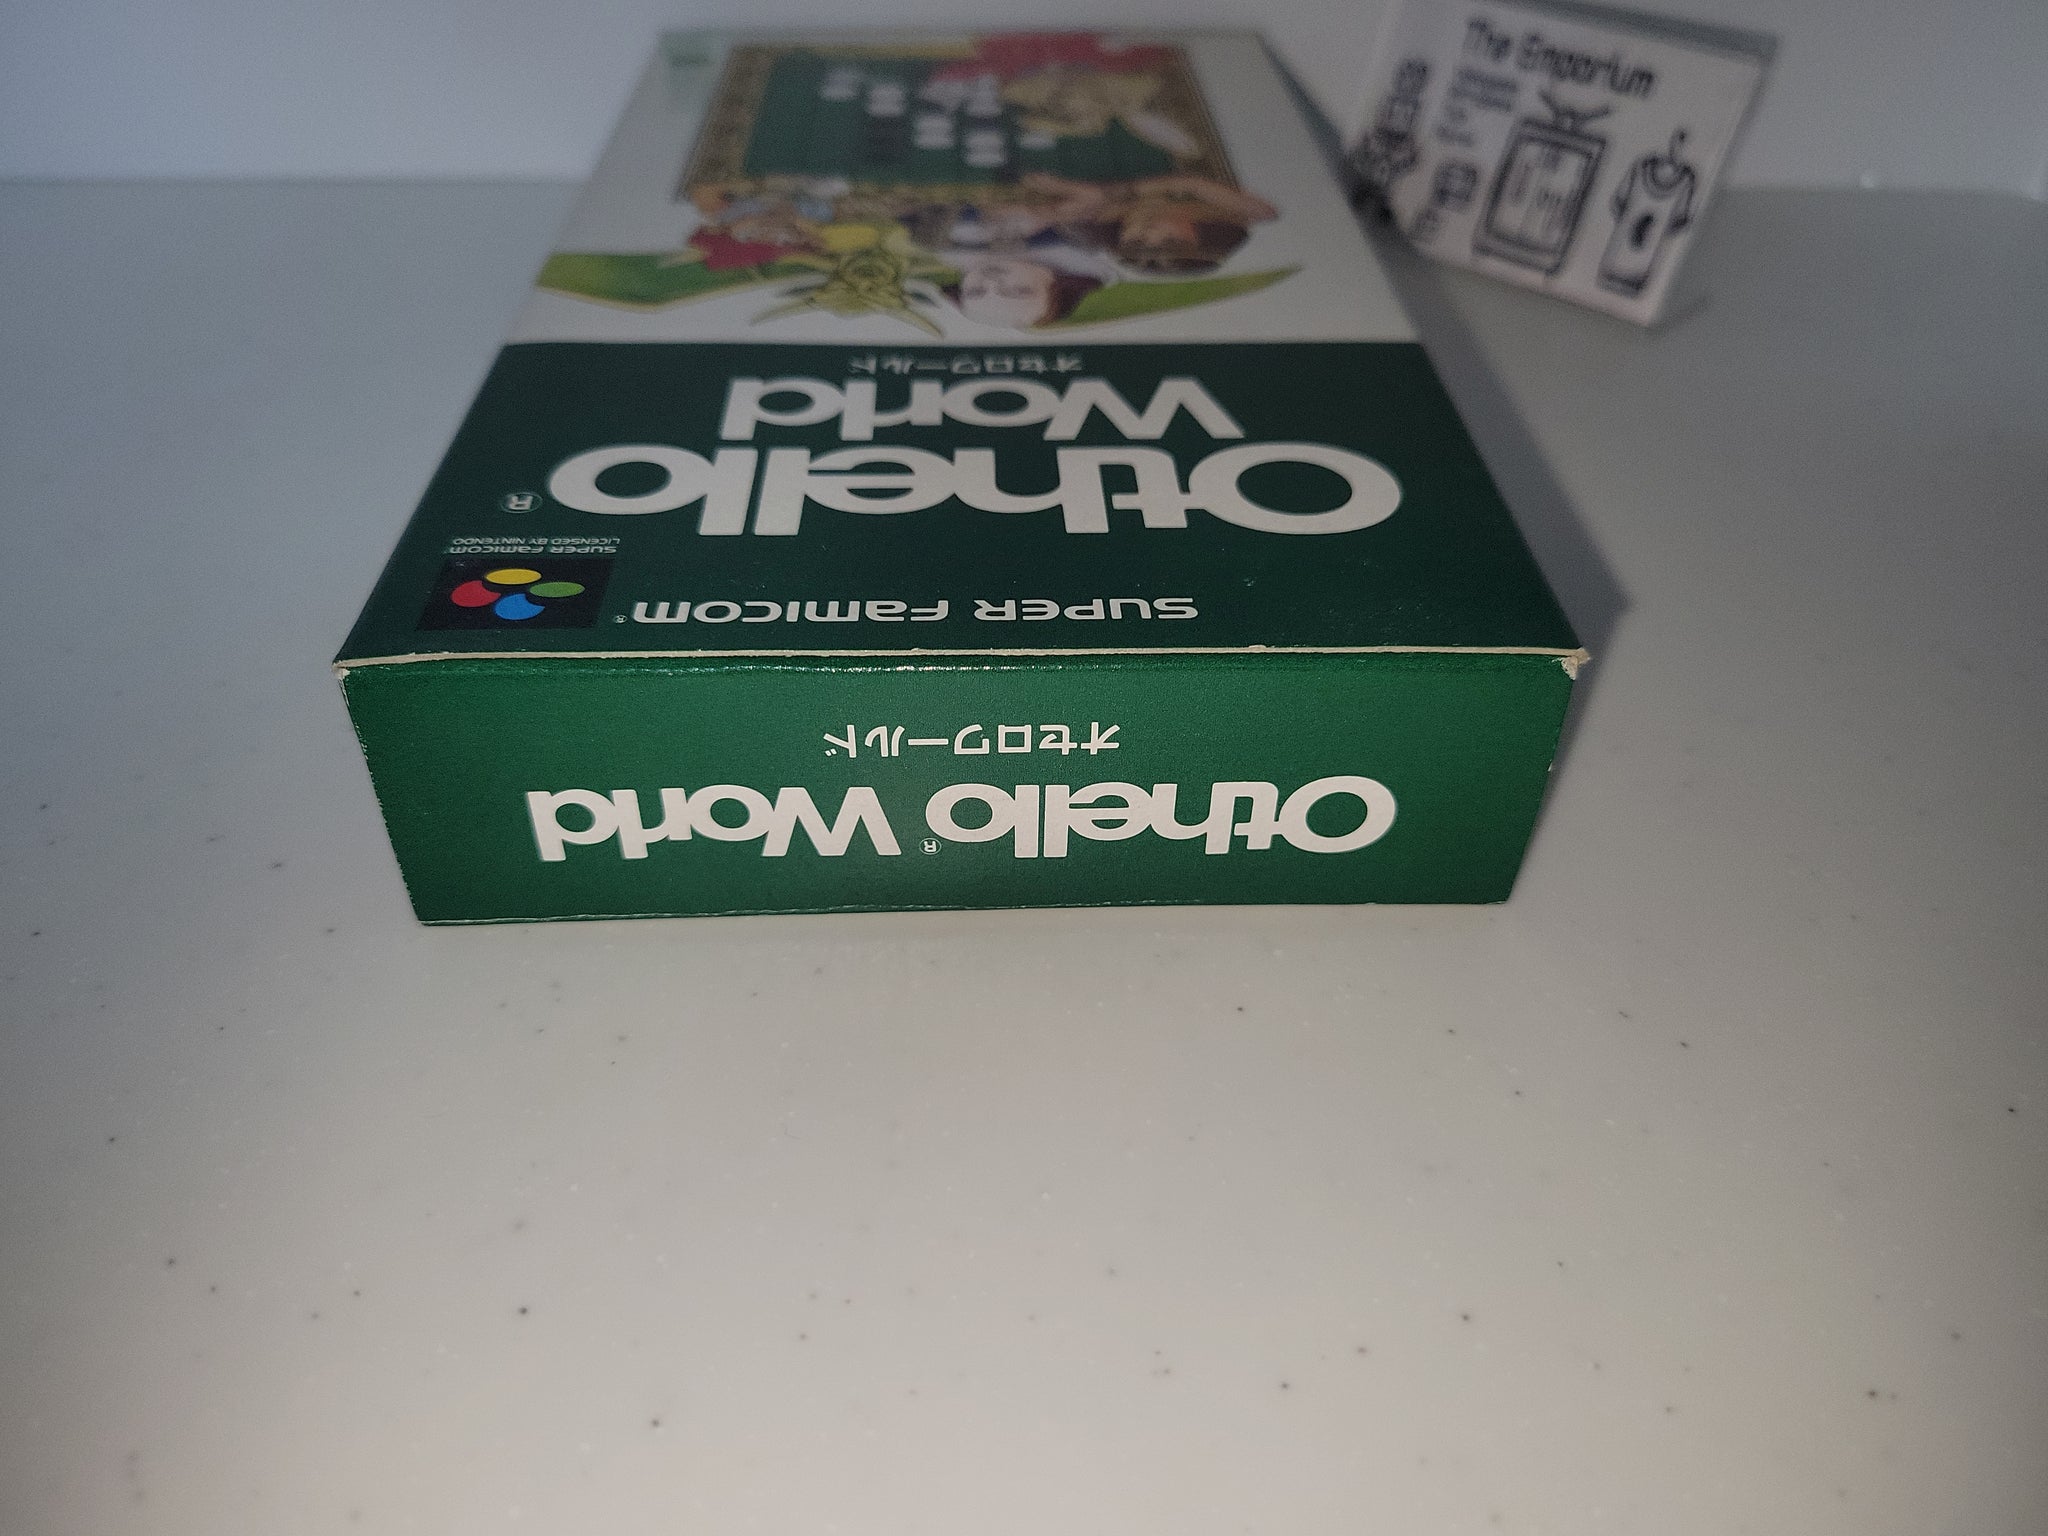 The Emporium
SUPER FAMICOM®
SUPER FAMICOM
LICENSED BY NINTENDO
Othello®
World
オセロワールド
Othello® World
オセロワールド